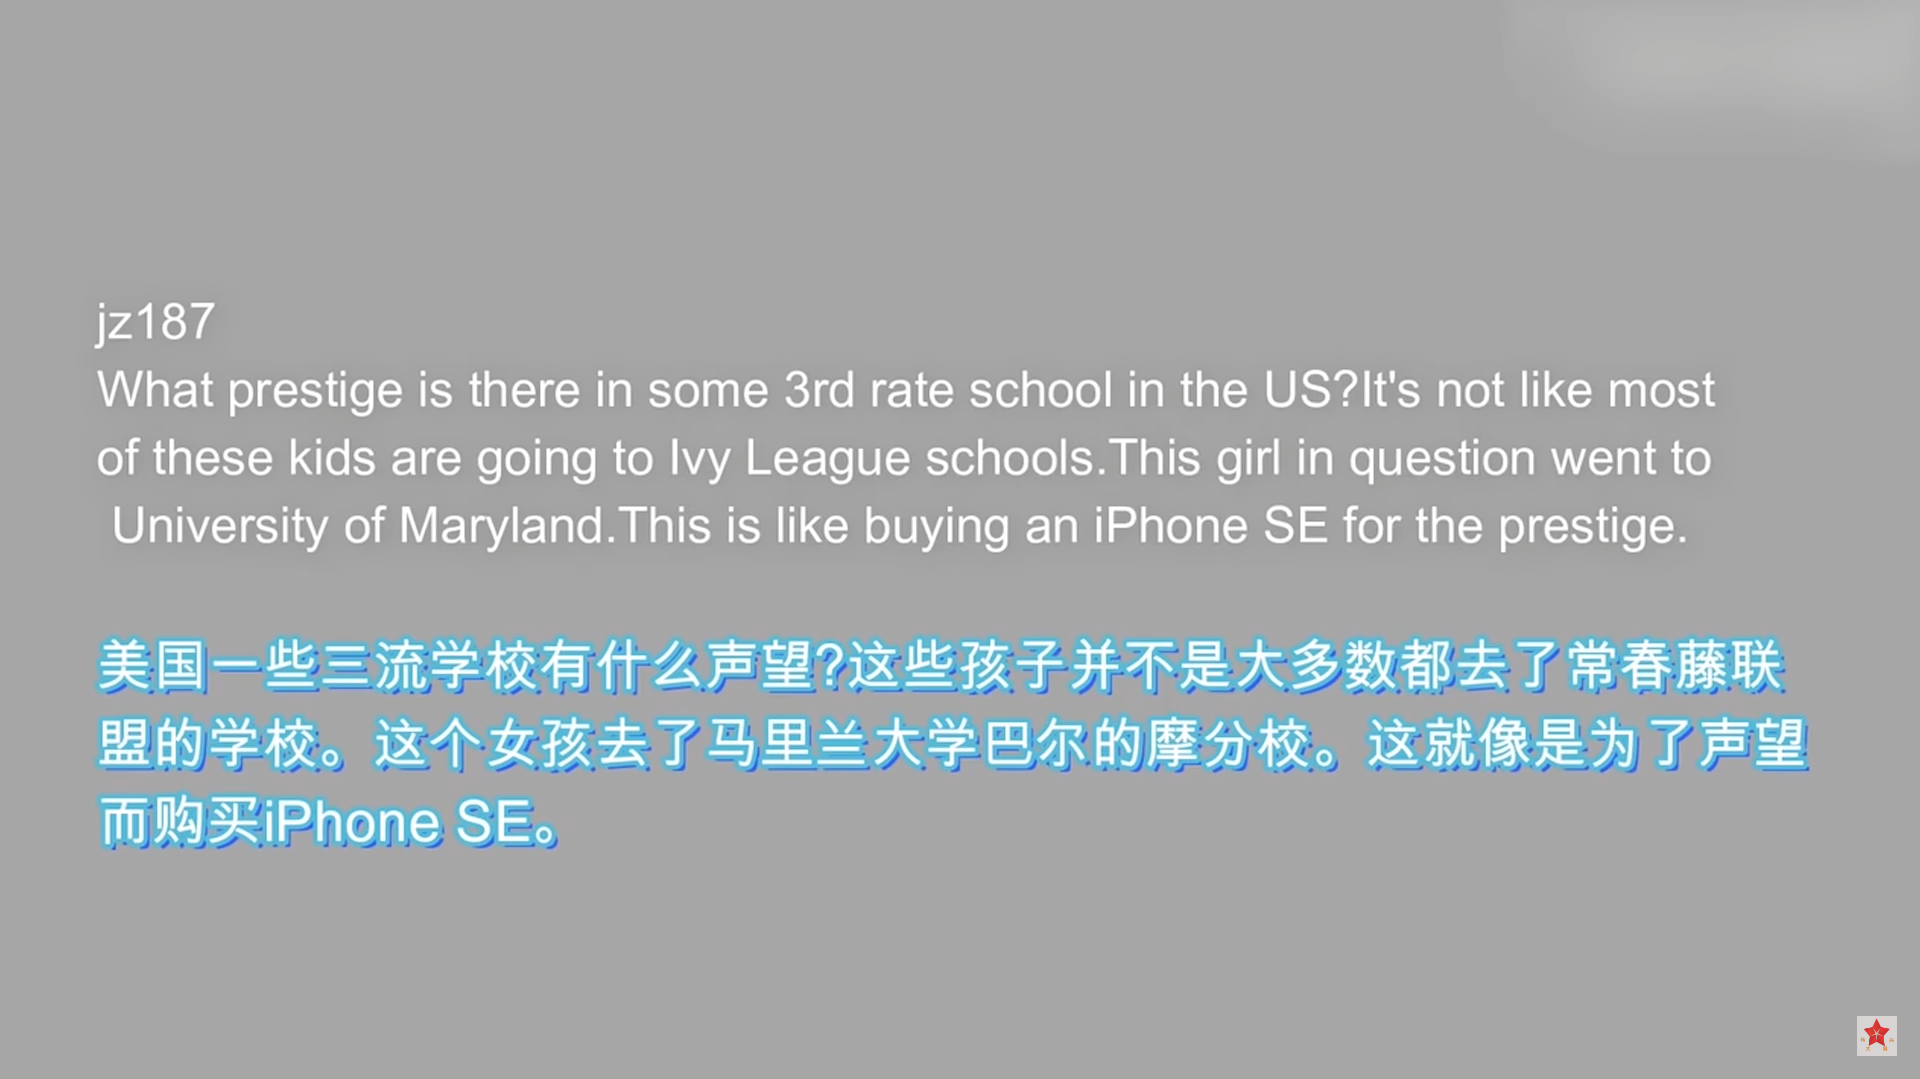 jz187
What prestige is there in some 3rd rate school in the US?It's not like most
of these kids are going to Ivy League schools.This girl in question went to
University of Maryland.This is like buying an iPhone SE for the prestige.
美国一些三流学校有什么声望?这些孩子并不是大多数都去了常春藤联
盟的学校。这个女孩去了马里兰大学巴尔的摩分校。这就像是为了声望
而购买iPhone SE。